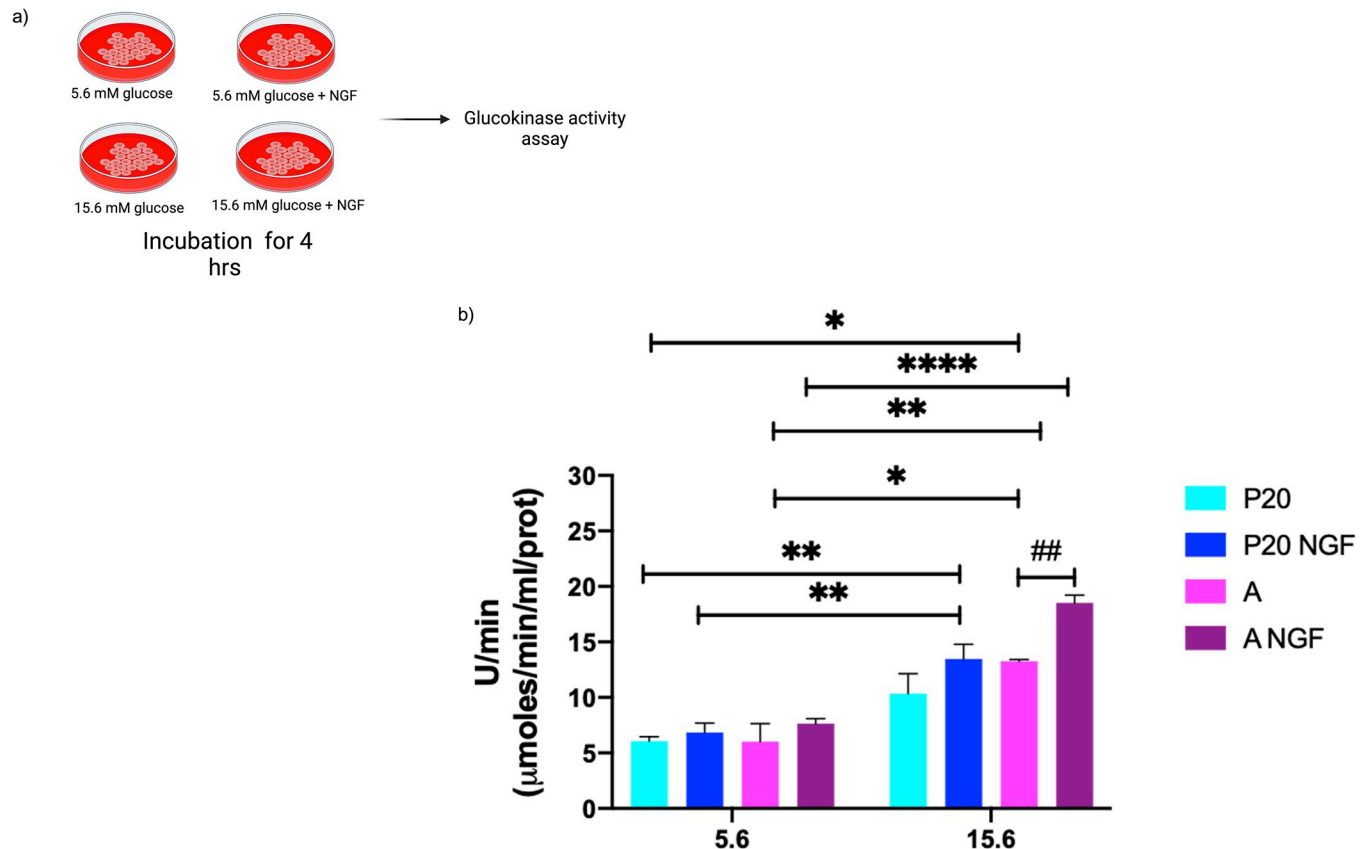 a)
5.6 mM glucose
5.6 mM glucose + NGF
15.6 mM glucose
15.6 mM glucose + NGF
Incubation for 4
hrs
Glucokinase activity
assay
b)
*
****
**
*
**
**
##
U/min
(μmoles/min/ml/prot)
30
25
20
15
10
5
0
5.6
15.6
P20
P20 NGF
A
A NGF